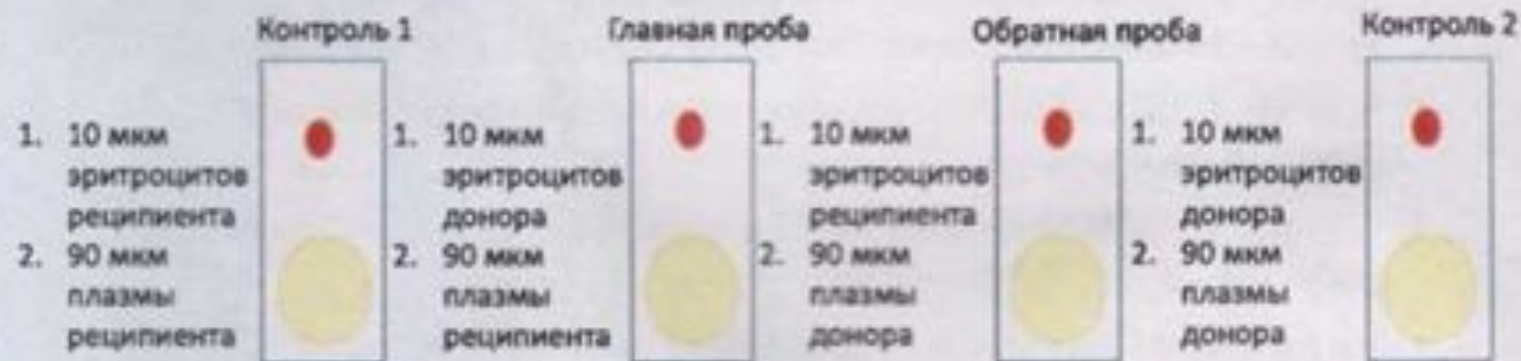 Контроль 1
1. 10 мкм
эритроцитов
реципиента
2. 90 мкм
плазмы
реципиента
Главная проба
1. 10 мкм
эритроцитов
донора
2. 90 мкм
плазмы
реципиента
Обратная проба
1. 10 мкм
эритроцитов
реципиента
2. 90 мкм
плазмы
донора
Контроль 2
1. 10 мкм
эритроцитов
донора
2. 90 мкм
плазмы
донора